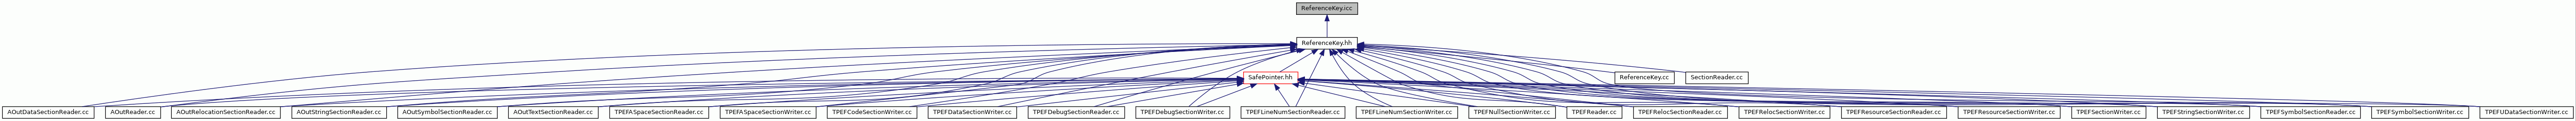 ReferenceKey.icc
ReferenceKey.hh
SafePointer.hh
ReferenceKey.cc
SectionReader.cc
AOutDataSectionReader.cc
AOutReader.cc
AOutRelocationSectionReader.cc
AOutStringSectionReader.cc
AOutSymbolSectionReader.cc
AOutTextSectionReader.cc
TPEFASpaceSectionReader.cc
TPEFASpaceSectionWriter.cc
TPEFCodeSectionWriter.cc
TPEFDataSectionWriter.cc
TPEFDebugSectionReader.cc
TPEFDebugSectionWriter.cc
TPEFLineNumSectionReader.cc
TPEFLineNumSectionWriter.cc
TPEFNullSectionWriter.cc
TPEFReader.cc
TPEFRelocSectionReader.cc
TPEFRelocSectionWriter.cc
TPEFResourceSectionReader.cc
TPEFResourceSectionWriter.cc
TPEFSectionWriter.cc
TPEFStringSectionWriter.cc
TPEFSymbolSectionReader.cc
TPEFSymbolSectionWriter.cc
TPEFUDataSectionWriter.cc